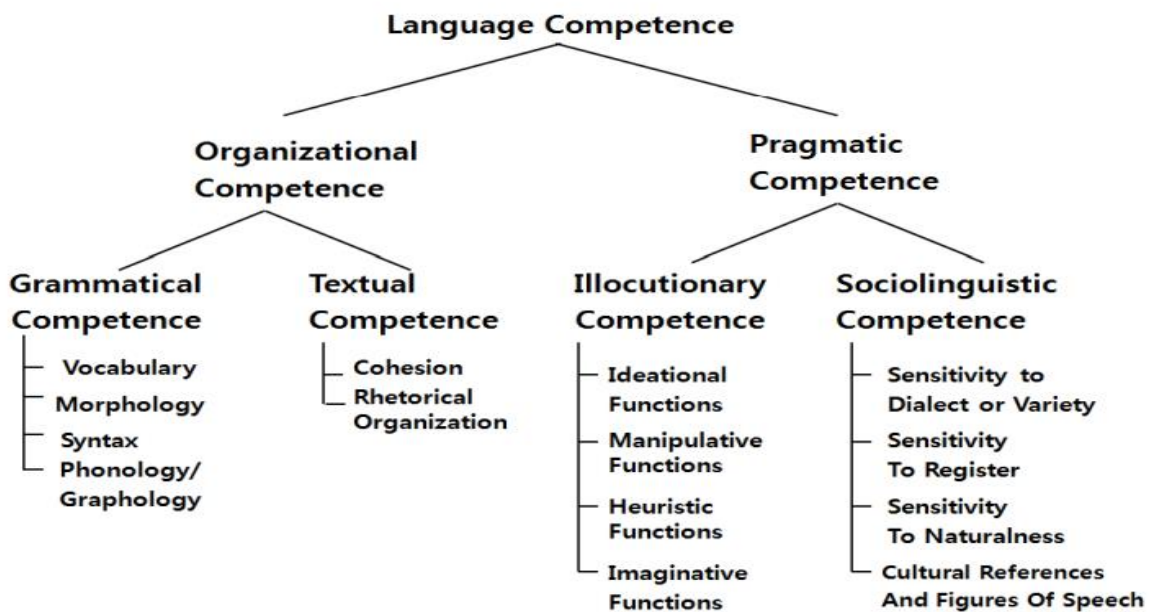 Language Competence
Organizational
Competence
Pragmatic
Competence
Grammatical
Competence
Vocabulary
Morphology
Syntax
Phonology/
Graphology
Textual
Competence
Cohesion
Rhetorical
Organization
Illocutionary
Competence
Ideational
Functions
Manipulative
Functions
Heuristic
Functions
Imaginative
Functions
Sociolinguistic
Competence
Sensitivity to
Dialect or Variety
Sensitivity
To Register
Sensitivity
To Naturalness
Cultural References
And Figures Of Speech